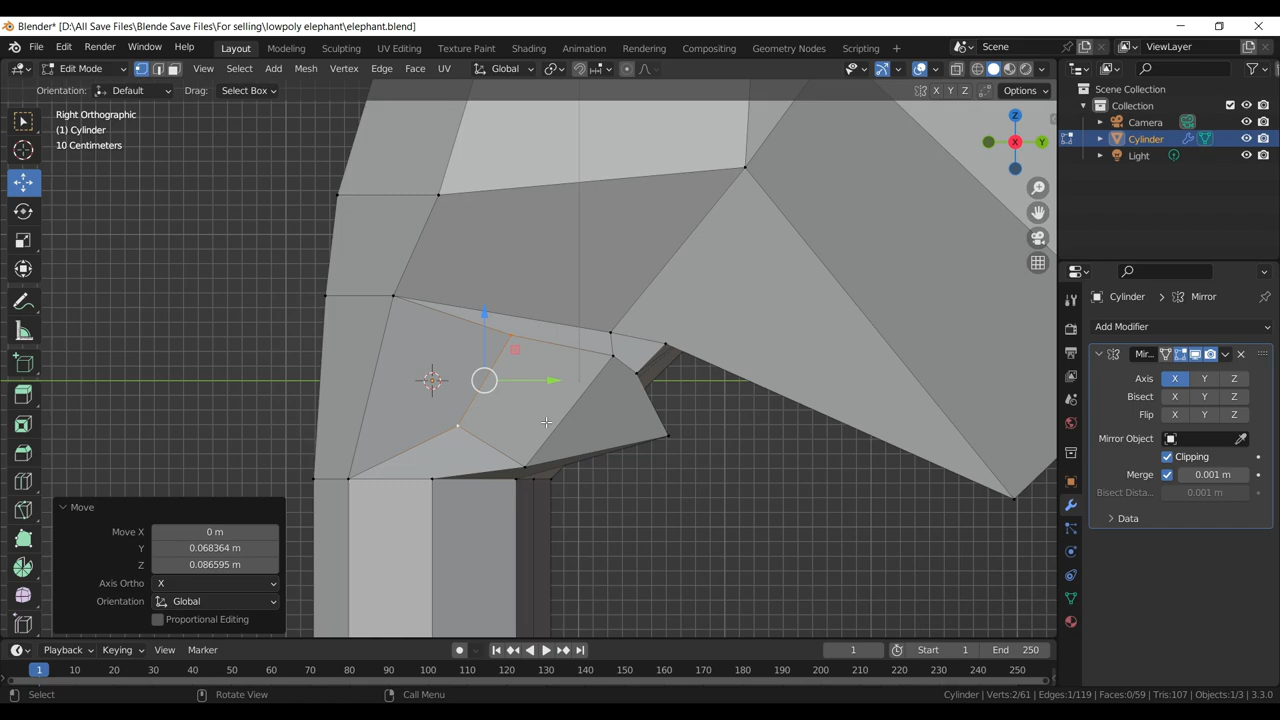 Blender* [D:\All Save Files\Blende Save Files\For selling\lowpoly elephant\elephant.blend]
File Edit Render Window Help Layout Modeling Sculpting UV Editing Texture Paint Shading Animation Rendering Compositing Geometry Nodes Scripting + Scene ViewLayer
Edit Mode View Select Add Mesh Vertex Edge Face UV Global Options
Orientation: Default Drag: Select Box X Y Z
Right Orthographic
(1) Cylinder
10 Centimeters
Z
X
Y
Scene Collection
Collection
Camera
Cylinder
Light
Cylinder Mirror
Add Modifier
Mir...
Axis X Y Z
Bisect X Y Z
Flip X Y Z
Mirror Object
Clipping
Merge 0.001 m
Bisect Dista... 0.001 m
Data
Move
Move X 0 m
Y 0.068364 m
Z 0.086595 m
Axis Ortho X
Orientation Global
Proportional Editing
Playback Keying View Marker 1 Start 1 End 250
1 10 20 30 40 50 60 70 80 90 100 110 120 130 140 150 160 170 180 190 200 210 220 230 240 250
Select Rotate View Call Menu Cylinder | Verts:2/61 | Edges:1/119 | Faces:0/59 | Tris:107 | Objects:1/3 | 3.3.0